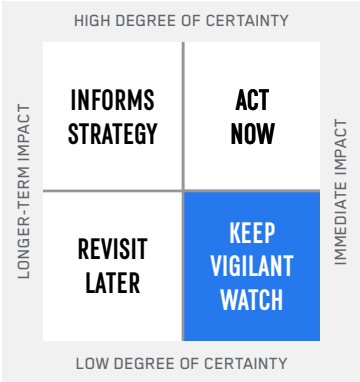 HIGH DEGREE OF CERTAINTY
LONGER-TERM IMPACT
INFORMS
STRATEGY
ACT
NOW
IMMEDIATE IMPACT
REVISIT
LATER
KEEP
VIGILANT
WATCH
LOW DEGREE OF CERTAINTY